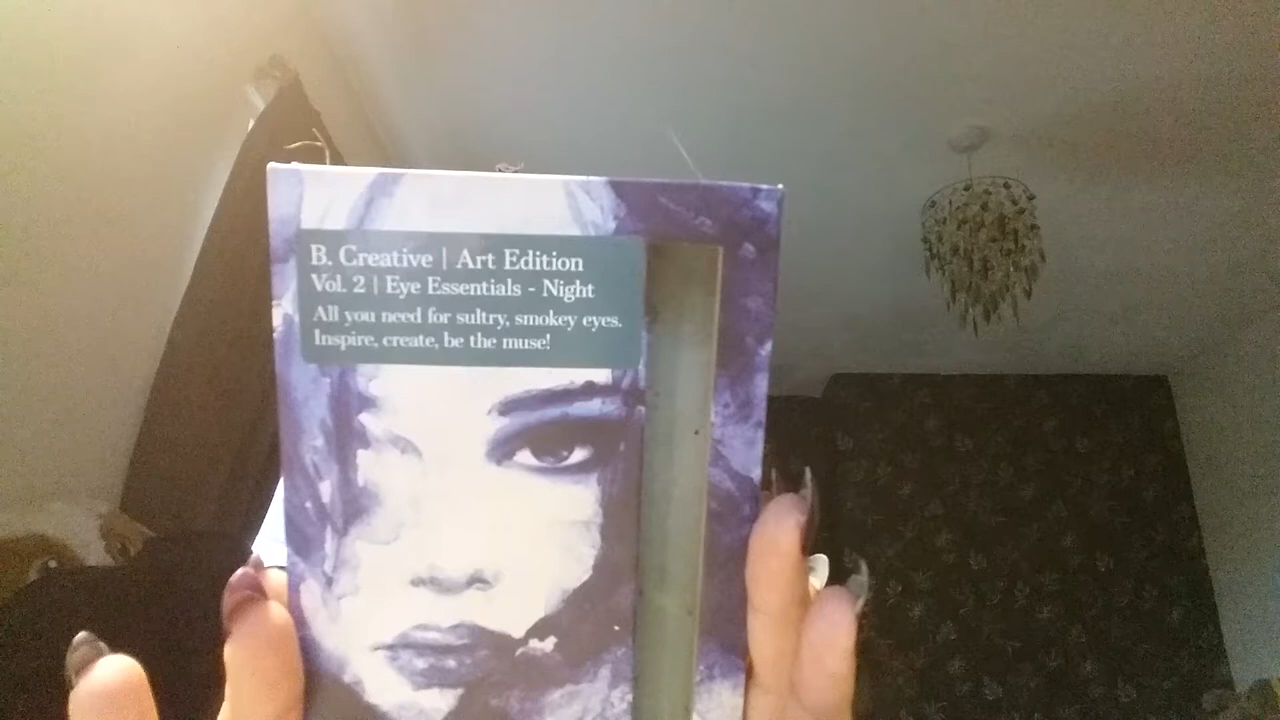 B. Creative | Art Edition
Vol. 2 | Eye Essentials - Night
All you need for sultry, smokey eyes.
Inspire, create, be the muse!